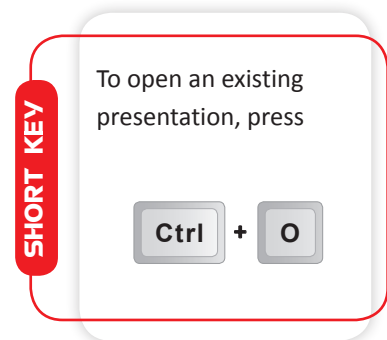 SHORT KEY
To open an existing
presentation, press
Ctrl + O